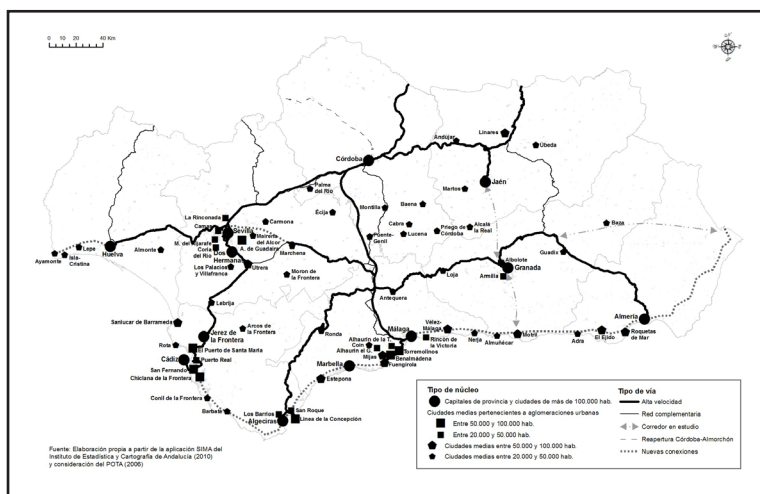 0 20 40 Km
Córdoba
Andújar
Linares
Úbeda
Jaén
Martos
Palma
del Río
Écija
Montilla
Baena
Cabra
Lucena
Priego de
Córdoba
Alcalá
la Real
Puente-
Genil
Baza
Guadix
Albolote
Granada
Armilla
Loja
Antequera
La Rinconada
Camas
Sevilla
Carmona
Mairena
del Alcor
M. del Aljarafe
A. de Guadaíra
Coria
del Río
Dos
Hermanas
Los Palacios
y Villafranca
Utrera
Marchena
Moron de
la Frontera
Lepe
Isla-
Cristina
Ayamonte
Huelva
Almonte
Lebrija
Sanlucar de Barrameda
Jerez de
la Frontera
Arcos de
la Frontera
Rota
El Puerto de Santa María
Cádiz
Puerto Real
San Fernando
Chiclana de la Frontera
Conil de la Frontera
Barbate
Los Barrios
San Roque
Algeciras
Línea de la Concepción
Ronda
Marbella
Estepona
Málaga
Alhaurín de la T.
Coín
Alhaurín el G.
Mijas
Torremolinos
Benalmádena
Fuengirola
Rincón de
la Victoria
Vélez-
Málaga
Nerja
Almuñécar
Motril
Adra
El Ejido
Roquetas
de Mar
Almería
Tipo de núcleo
Capitales de provincia y ciudades de más de 100.000 hab.
Ciudades medias pertenecientes a aglomeraciones urbanas
Entre 50.000 y 100.000 hab.
Entre 20.000 y 50.000 hab.
Ciudades medias entre 50.000 y 100.000 hab.
Ciudades medias entre 20.000 y 50.000 hab.
Tipo de vía
Alta velocidad
Red complementaria
Corredor en estudio
Reapertura Córdoba-Almorchón
Nuevas conexiones
Fuente: Elaboración propia a partir de la aplicación SIMA del
Instituto de Estadística y Cartografía de Andalucía (2010)
y consideración del POTA (2006)